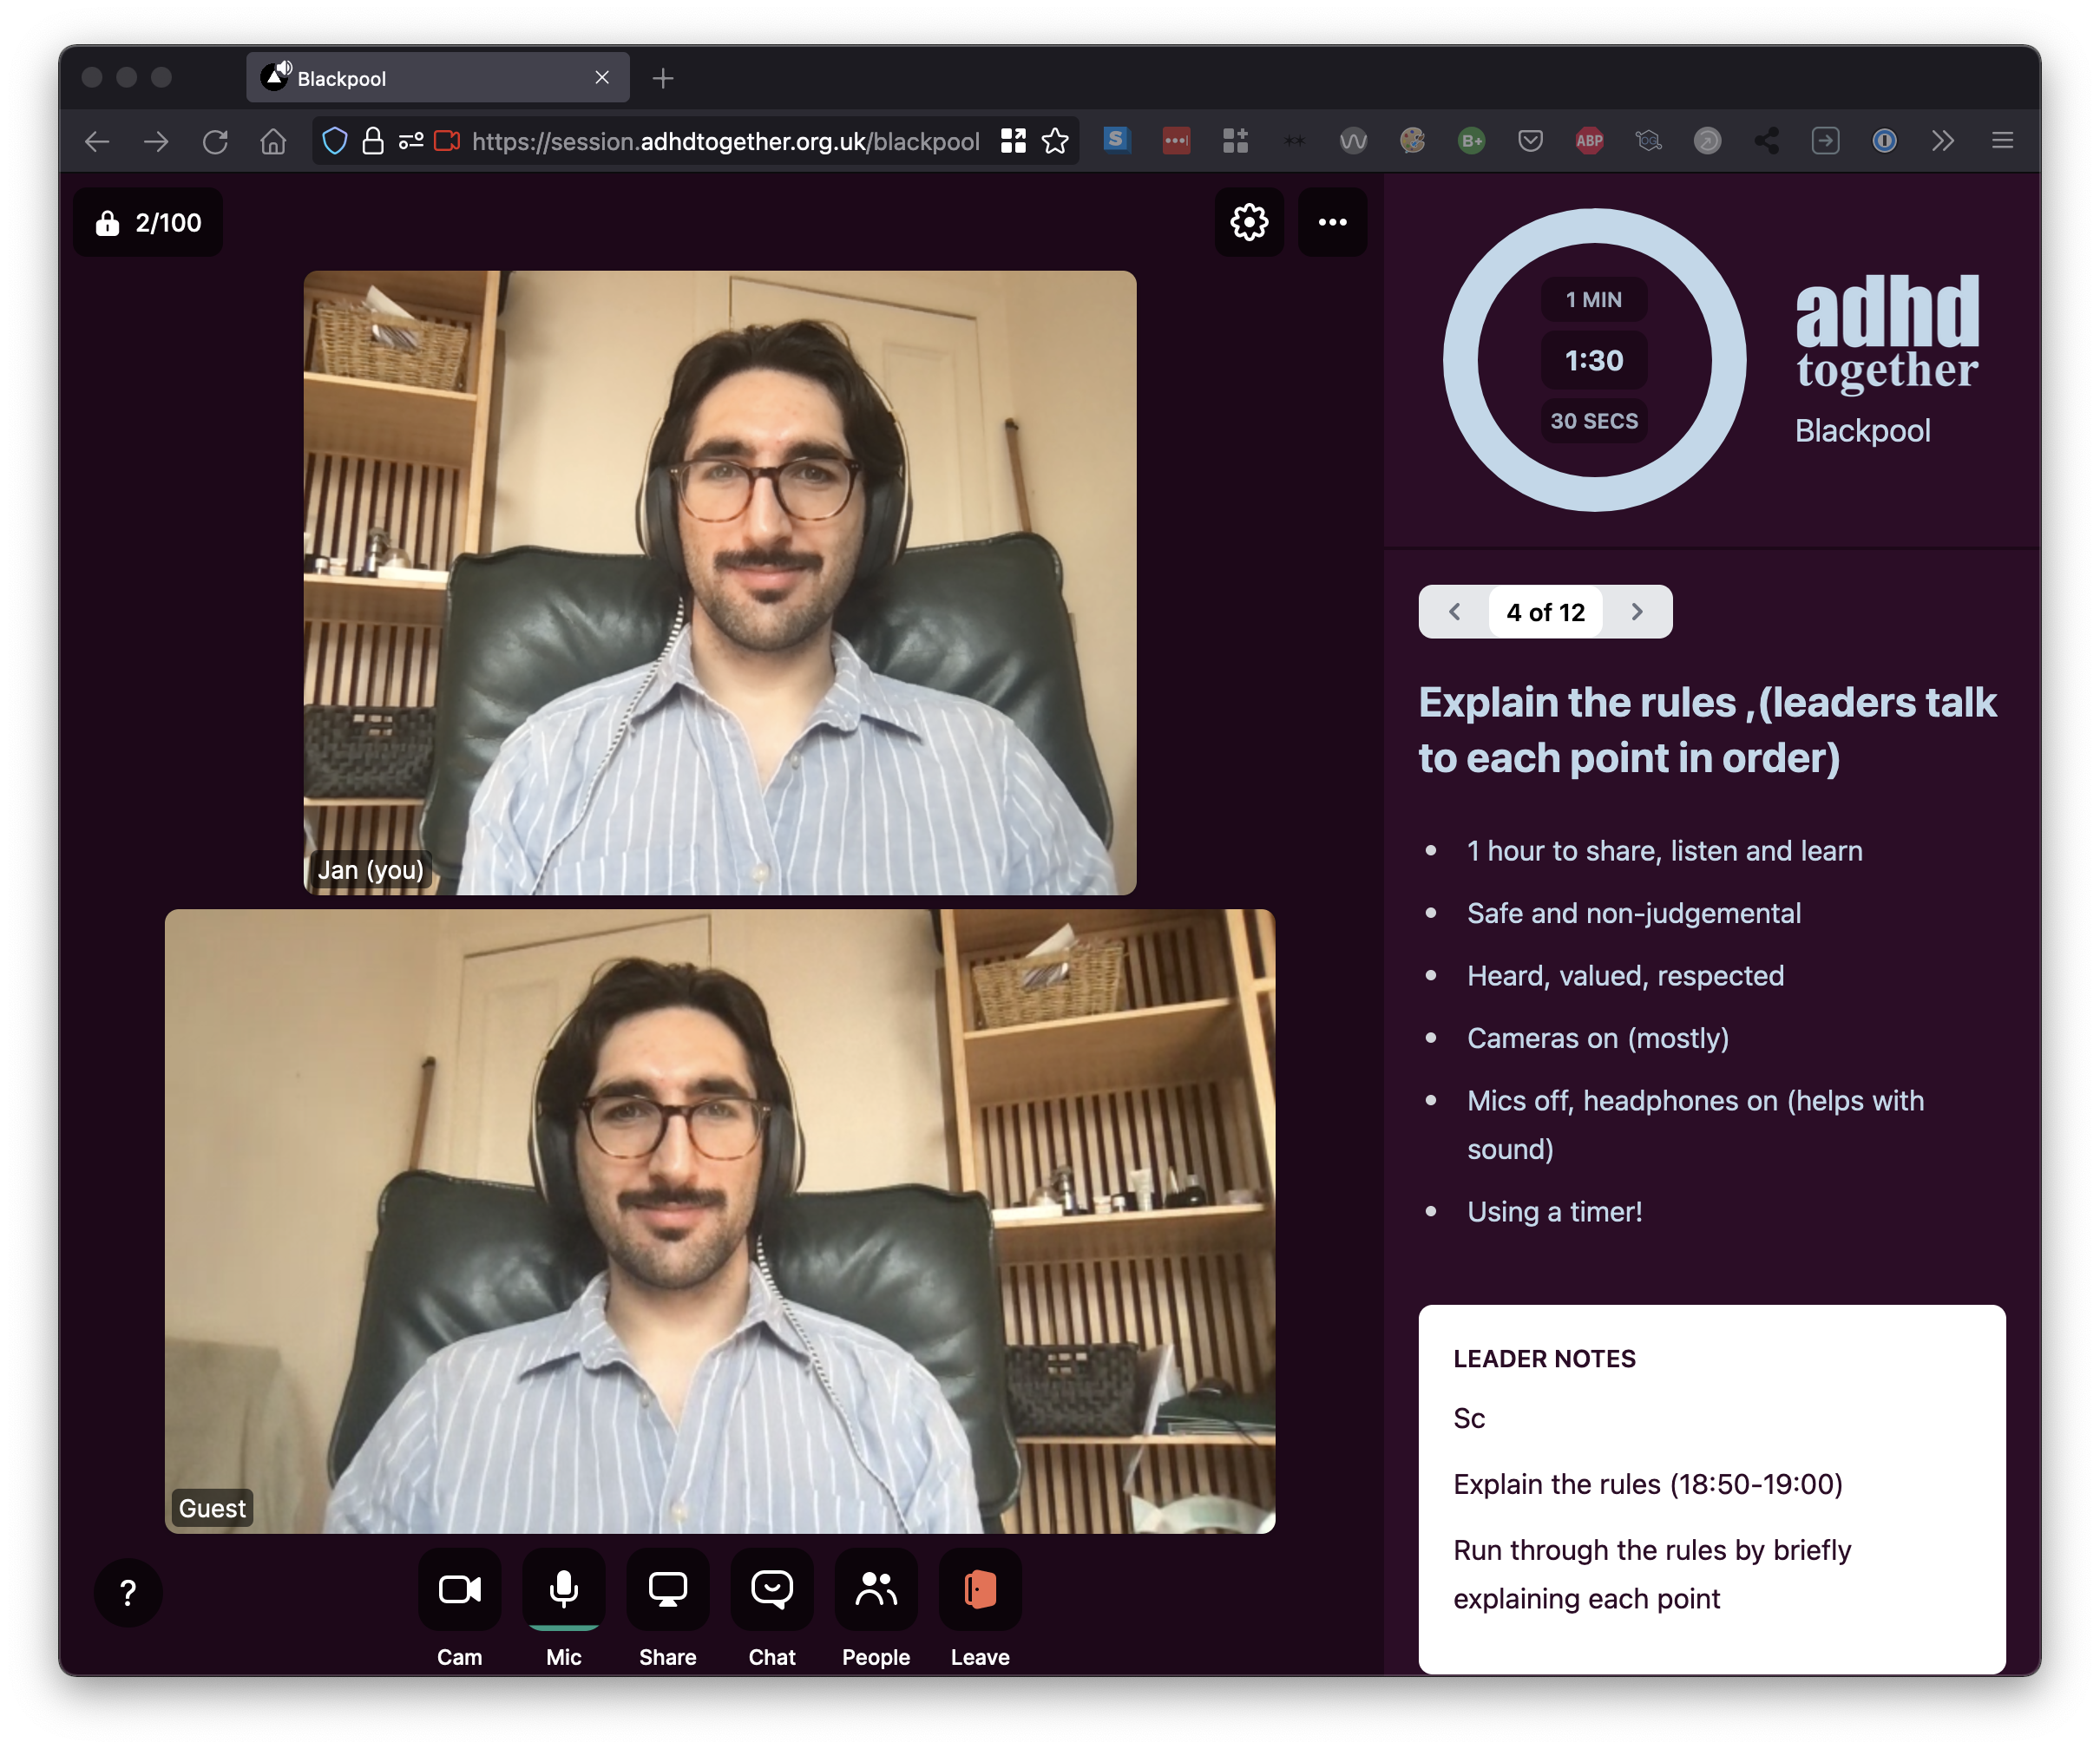 Blackpool
https://session.adhdtogether.org.uk/blackpool
S
B+
ABP
2/100
1 MIN
1:30
30 SECS
adhd
together
Blackpool
4 of 12
Explain the rules ,(leaders talk
to each point in order)
1 hour to share, listen and learn
Safe and non-judgemental
Heard, valued, respected
Cameras on (mostly)
Mics off, headphones on (helps with
sound)
Using a timer!
LEADER NOTES
Sc
Explain the rules (18:50-19:00)
Run through the rules by briefly
explaining each point
Jan (you)
Guest
?
Cam
Mic
Share
Chat
People
Leave